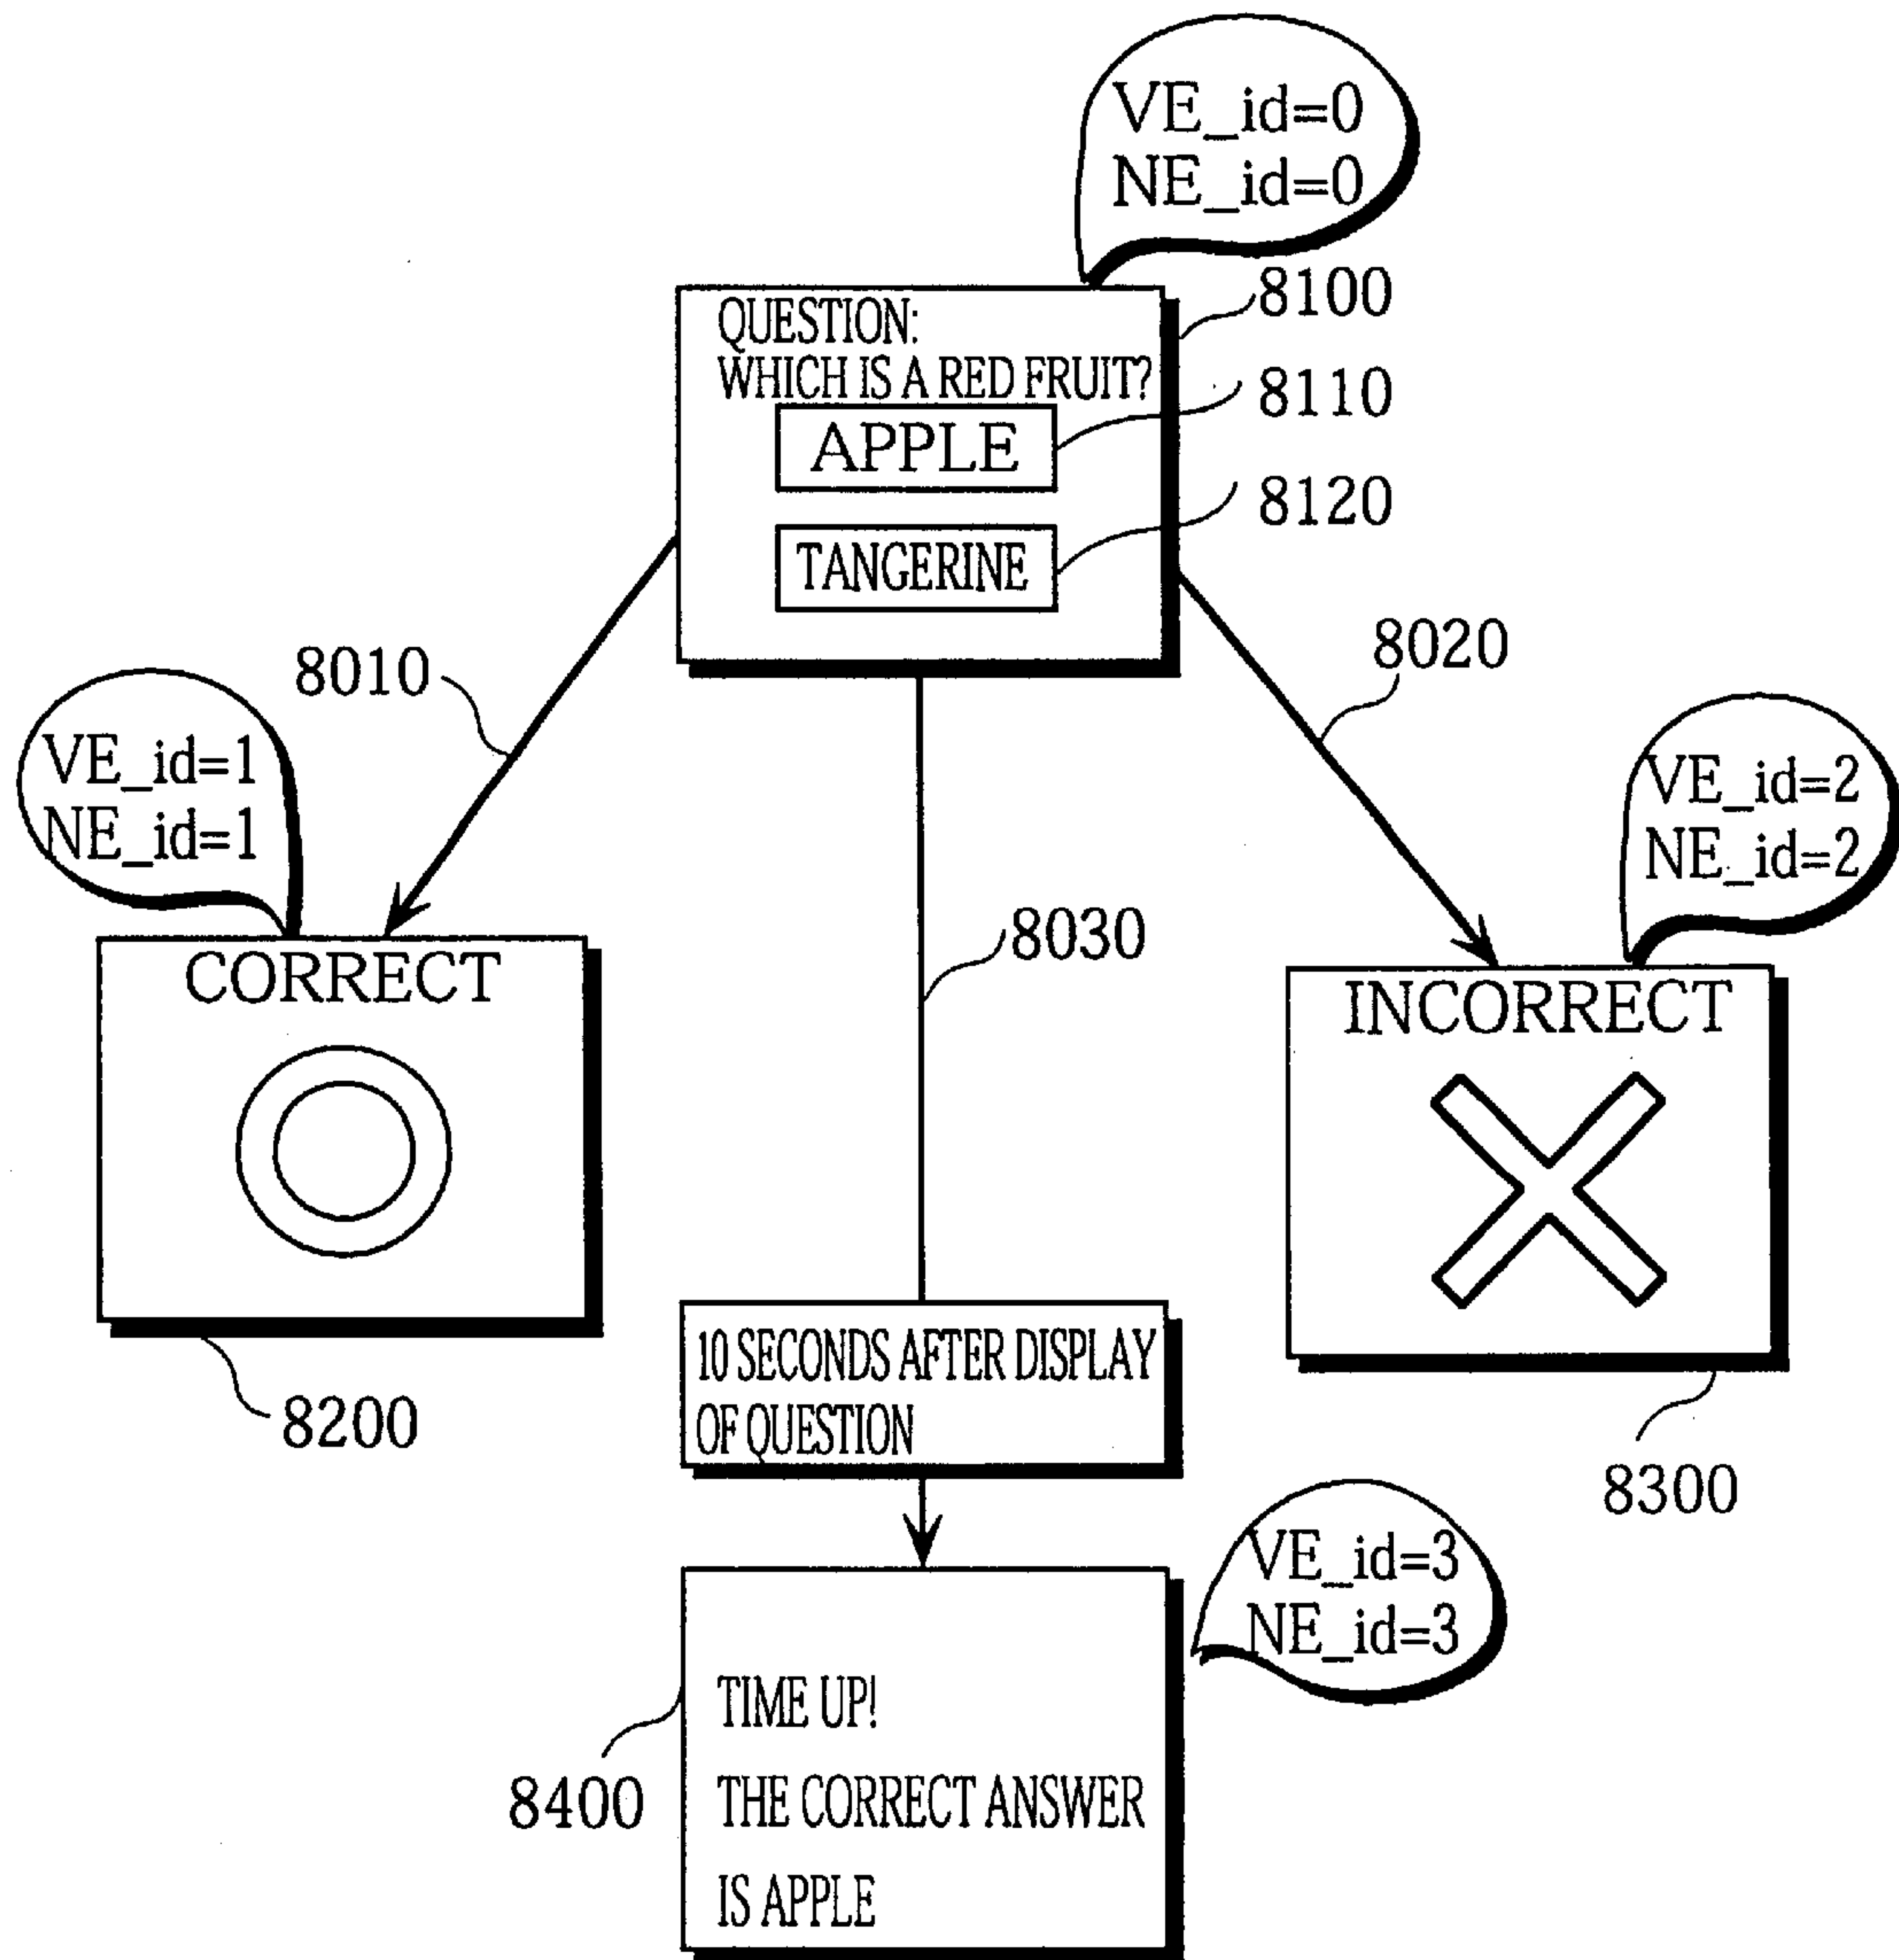 VE_id=0
NE_id=0
8100
QUESTION:
WHICH IS A RED FRUIT?
8110
APPLE
8120
TANGERINE
8010
8020
VE_id=1
NE_id=1
VE_id=2
NE_id=2
8030
CORRECT
INCORRECT
10 SECONDS AFTER DISPLAY
OF QUESTION
8200
8300
VE_id=3
NE_id=3
TIME UP!
8400
THE CORRECT ANSWER
IS APPLE